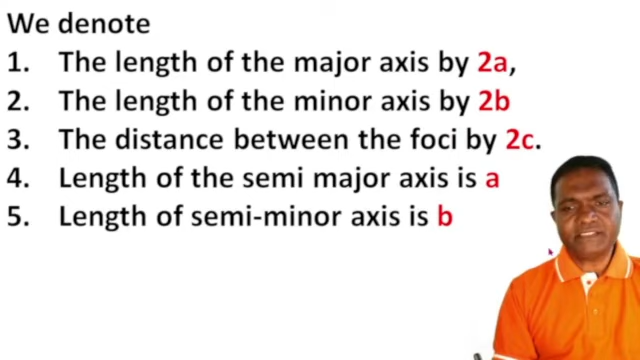 We denote
1. The length of the major axis by 2a,
2. The length of the minor axis by 2b
3. The distance between the foci by 2c.
4. Length of the semi major axis is a
5. Length of semi-minor axis is b